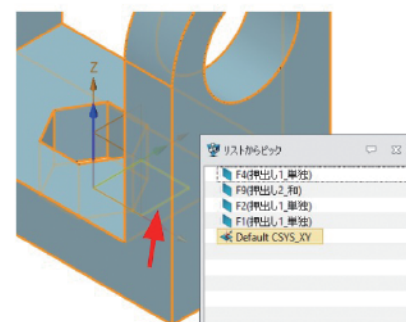 Z
リストからピック
F4(押出し1_単独)
F9(押出し2_和)
F2(押出し1_単独)
F1(押出し1_単独)
Default CSYS_XY